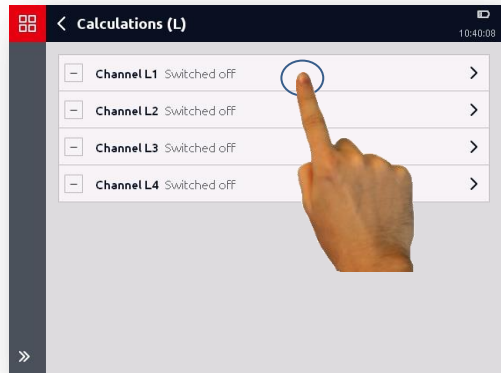 Calculations (L)
10:40:08
Channel L1 Switched off
Channel L2 Switched off
Channel L3 Switched off
Channel L4 Switched off